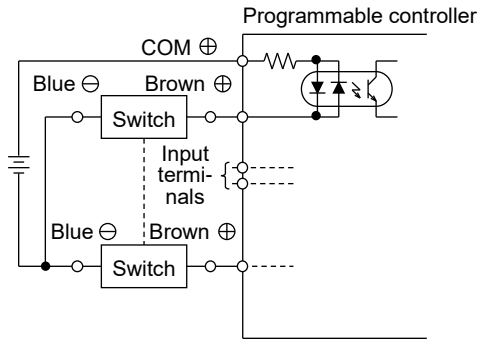 Programmable controller
COM ⊕
Blue ⊖
Brown ⊕
Switch
Input
termi-
nals
Blue ⊖
Brown ⊕
Switch